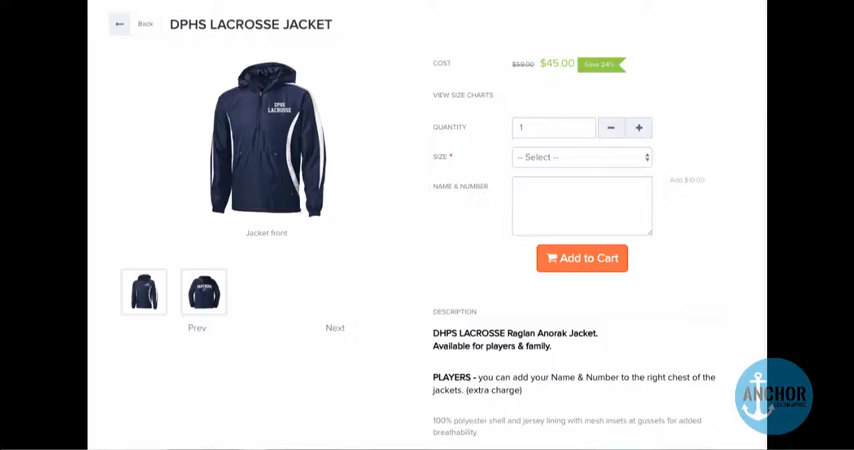 Back
DPHS LACROSSE JACKET
COST
$59.00 $45.00 Save 24%
VIEW SIZE CHARTS
QUANTITY
1
SIZE *
-- Select --
NAME & NUMBER
Add $10.00
Add to Cart
DPHS
LACROSSE
Jacket front
Prev
Next
DESCRIPTION
DHPS LACROSSE Raglan Anorak Jacket.
Available for players & family.
PLAYERS - you can add your Name & Number to the right chest of the
jackets. (extra charge)
100% polyester shell and jersey lining with mesh insets at gussets for added
breathability.
ANCHOR